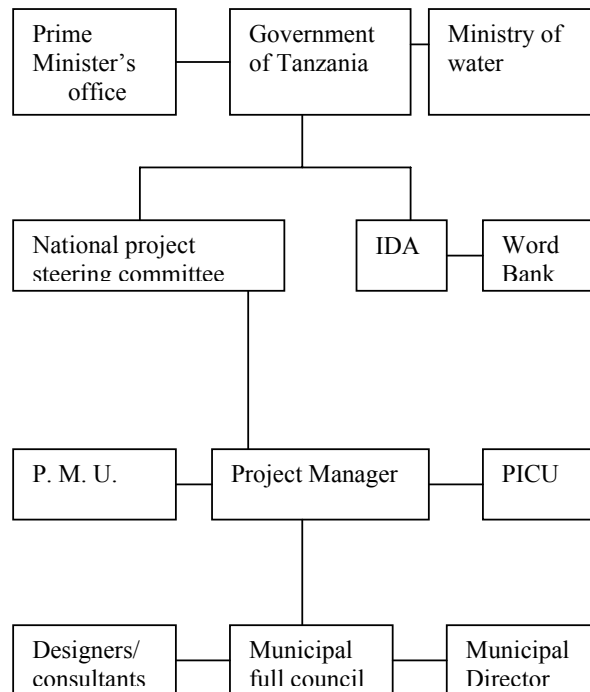 Prime
Minister’s
office
Government
of Tanzania
Ministry of
water
National project
steering committee
IDA
Word
Bank
P. M. U.
Project Manager
PICU
Designers/
consultants
Municipal
full council
Municipal
Director